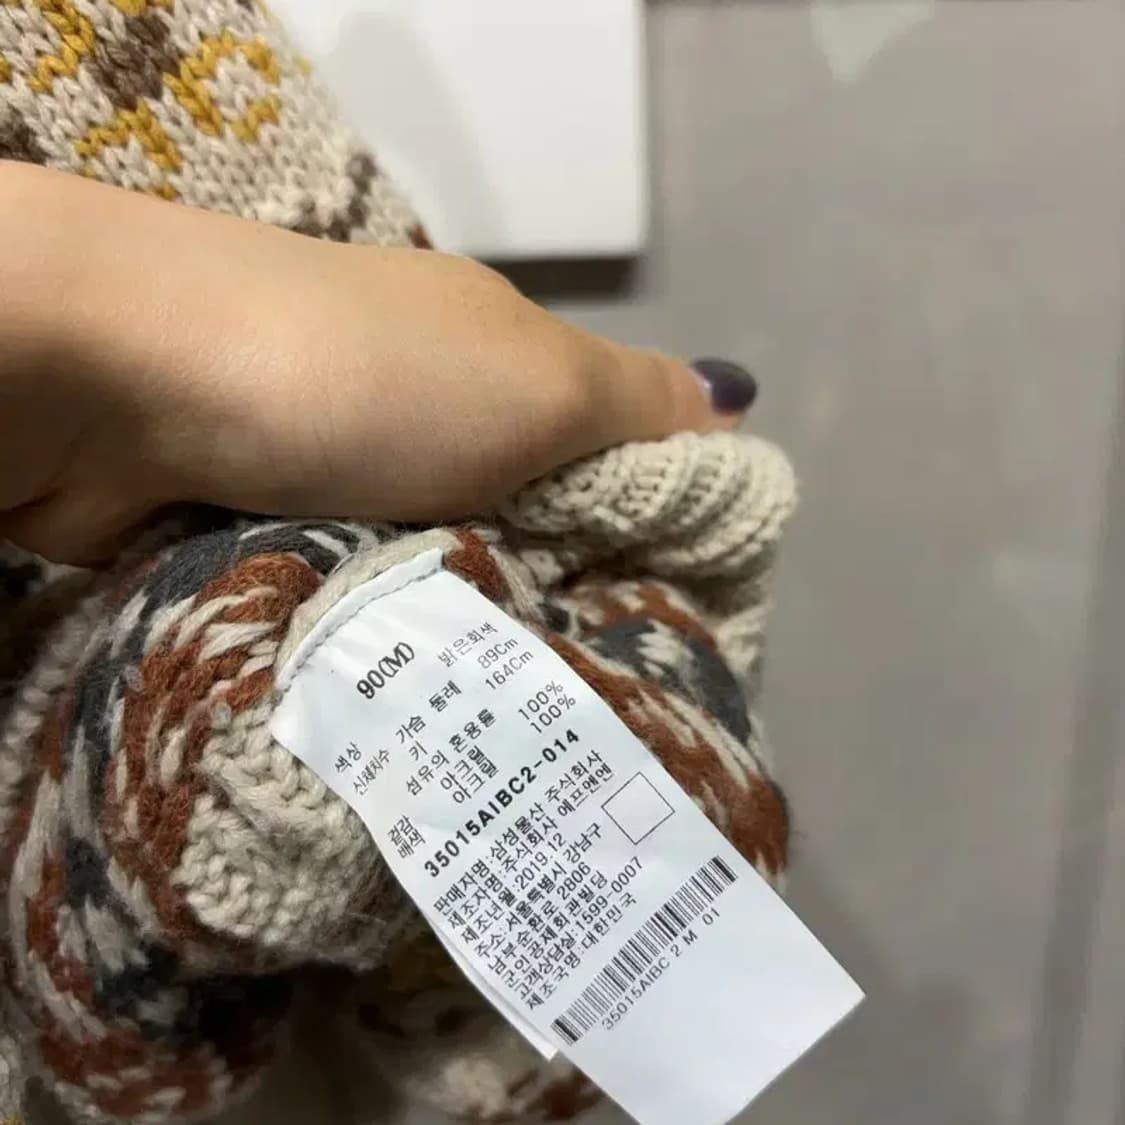 90(M)
색상 밝은회색
신체치수 가슴 둘레 89Cm
키 164Cm
섬유의 혼용률
겉감 아크릴 100%
배색 아크릴 100%
35015AIBC2-014
판매자명:삼성물산 주식회사
제조자명:주식회사 에프엔엔
제조년월:2019.12
주소:서울특별시 강남구
남부순환로 2806
군인공제회관빌딩
고객상담실:1599-0007
제조국명:대한민국
35015AIBC 2 M 01